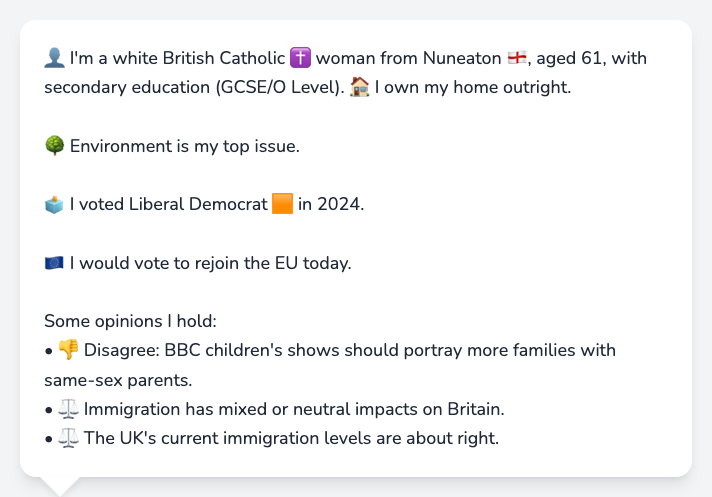 👤 I'm a white British Catholic ✝️ woman from Nuneaton 🏴󠁧󠁢󠁥󠁮󠁧󠁿, aged 61, with
secondary education (GCSE/O Level). 🏠 I own my home outright.
🌳 Environment is my top issue.
🗳️ I voted Liberal Democrat 🟧 in 2024.
🇪🇺 I would vote to rejoin the EU today.
Some opinions I hold:
• 👎 Disagree: BBC children's shows should portray more families with
same-sex parents.
• ⚖️ Immigration has mixed or neutral impacts on Britain.
• ⚖️ The UK's current immigration levels are about right.